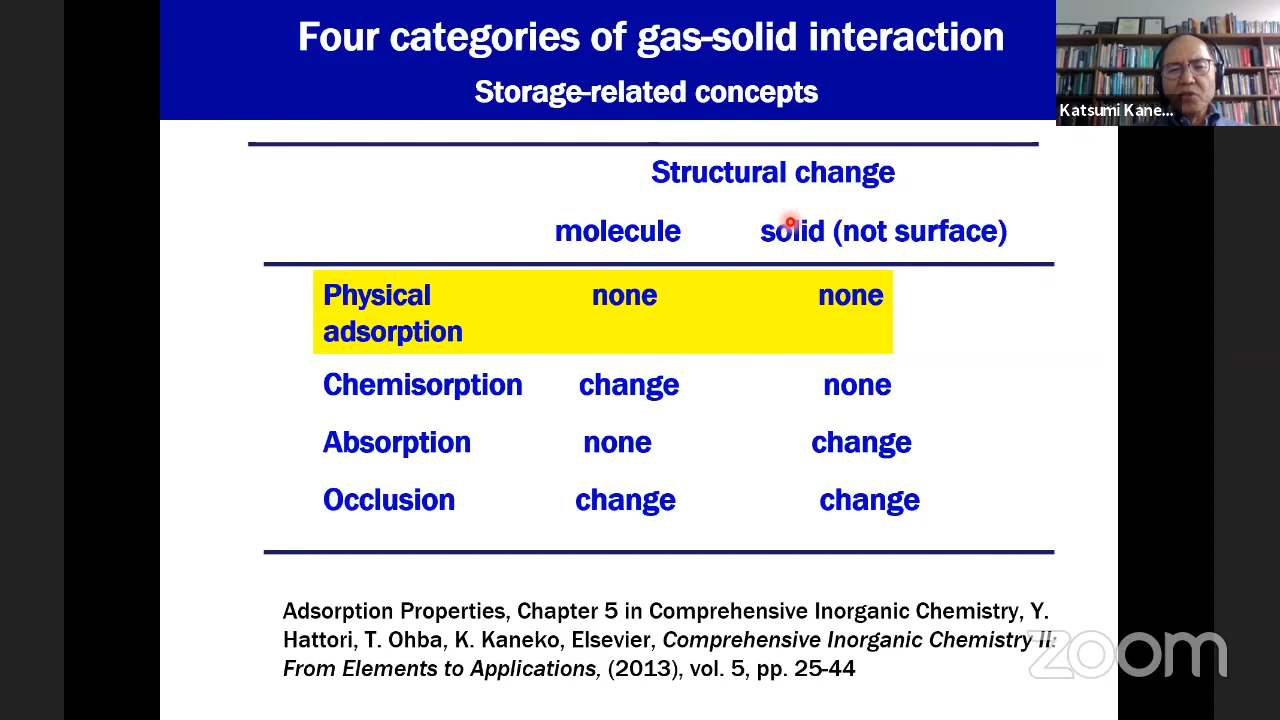 Four categories of gas-solid interaction
Storage-related concepts
Katsumi Kane...
Structural change
molecule solid (not surface)
Physical none none
adsorption
Chemisorption change none
Absorption none change
Occlusion change change
Adsorption Properties, Chapter 5 in Comprehensive Inorganic Chemistry, Y.
Hattori, T. Ohba, K. Kaneko, Elsevier, Comprehensive Inorganic Chemistry II:
From Elements to Applications, (2013), vol. 5, pp. 25-44
zoom